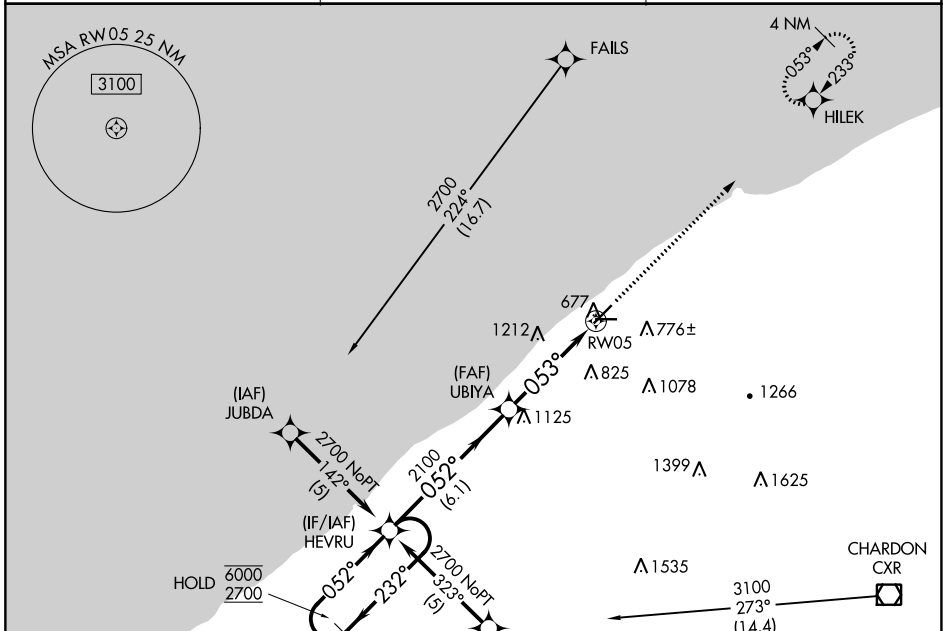 MSA RW05 25 NM
3100
FAILS
4 NM
053°
233°
HILEK
2700
224°
(16.7)
677
1212
776±
RW05
825
(FAF)
UBIYA
053°
1078
1266
1125
(IAF)
JUBDA
2700 NoPT
142°
(5)
2100
052°
(6.1)
1399
1625
(IF/IAF)
HEVRU
2700 NoPT
323°
(5)
1535
CHARDON
CXR
HOLD
6000
2700
052°
232°
3100
273°
(14.4)